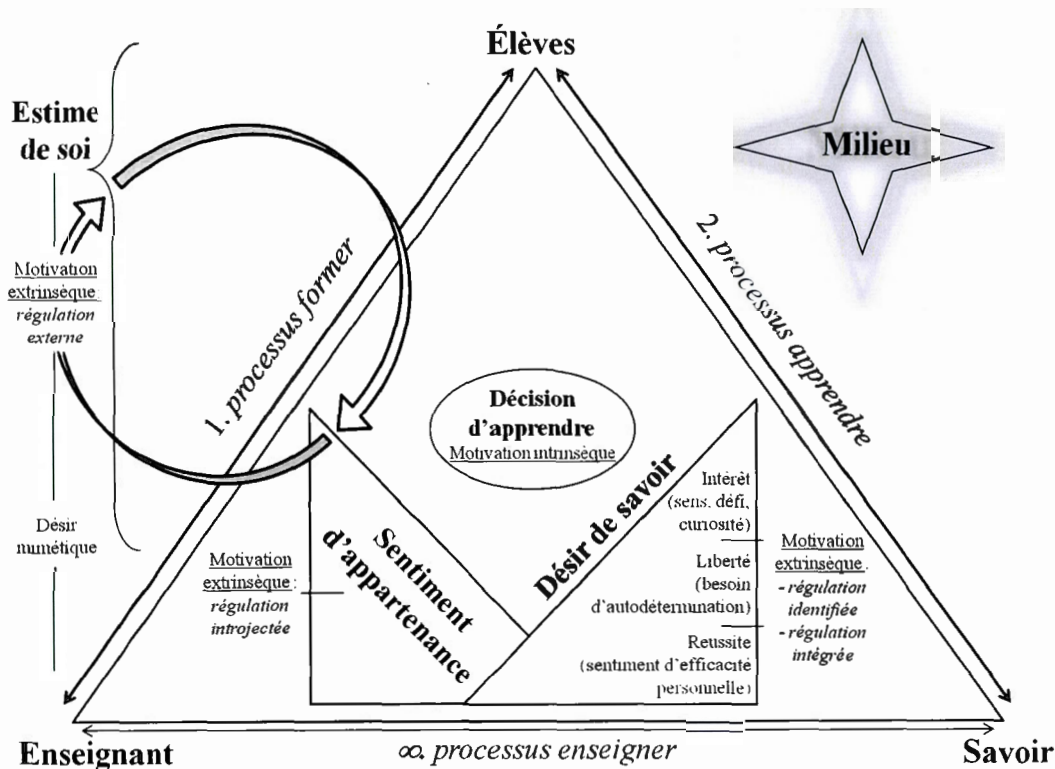 Élèves
Estime
de soi
Milieu
Motivation
extrinsèque:
régulation
externe
1. processus former
2. processus apprendre
Décision
d'apprendre
Motivation intrinsèque
Désir
mimétique
Motivation
extrinsèque:
régulation
introjectée
Sentiment
d'appartenance
Désir de savoir
Intérêt
(sens. défi,
curiosité)
Liberté
(besoin
d'autodétermination)
Réussite
(sentiment d'efficacité
personnelle)
Motivation
extrinsèque.
- régulation
identifiée
- régulation
intégrée
Enseignant
∞. processus enseigner
Savoir